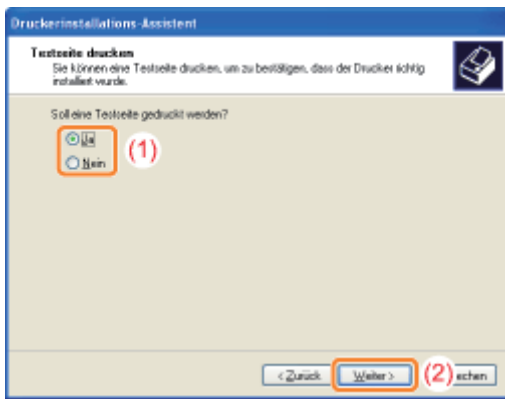 Druckerinstallations-Assistent
Testseite drucken
Sie können eine Testseite drucken, um zu bestätigen, dass der Drucker richtig
installiert wurde.
Soll eine Testseite gedruckt werden?
Ja
(1)
Nein
< Zurück
Weiter >
(2)
echen